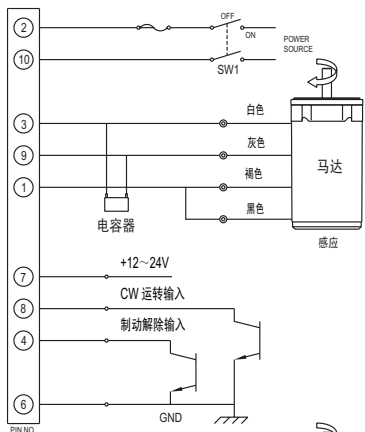 OFF
2
ON
POWER
SOURCE
10
SW1
白色
3
灰色
9
褐色
马达
1
黑色
电容器
感应
+12～24V
7
CW 运转输入
8
制动解除输入
4
6
GND
PIN NO